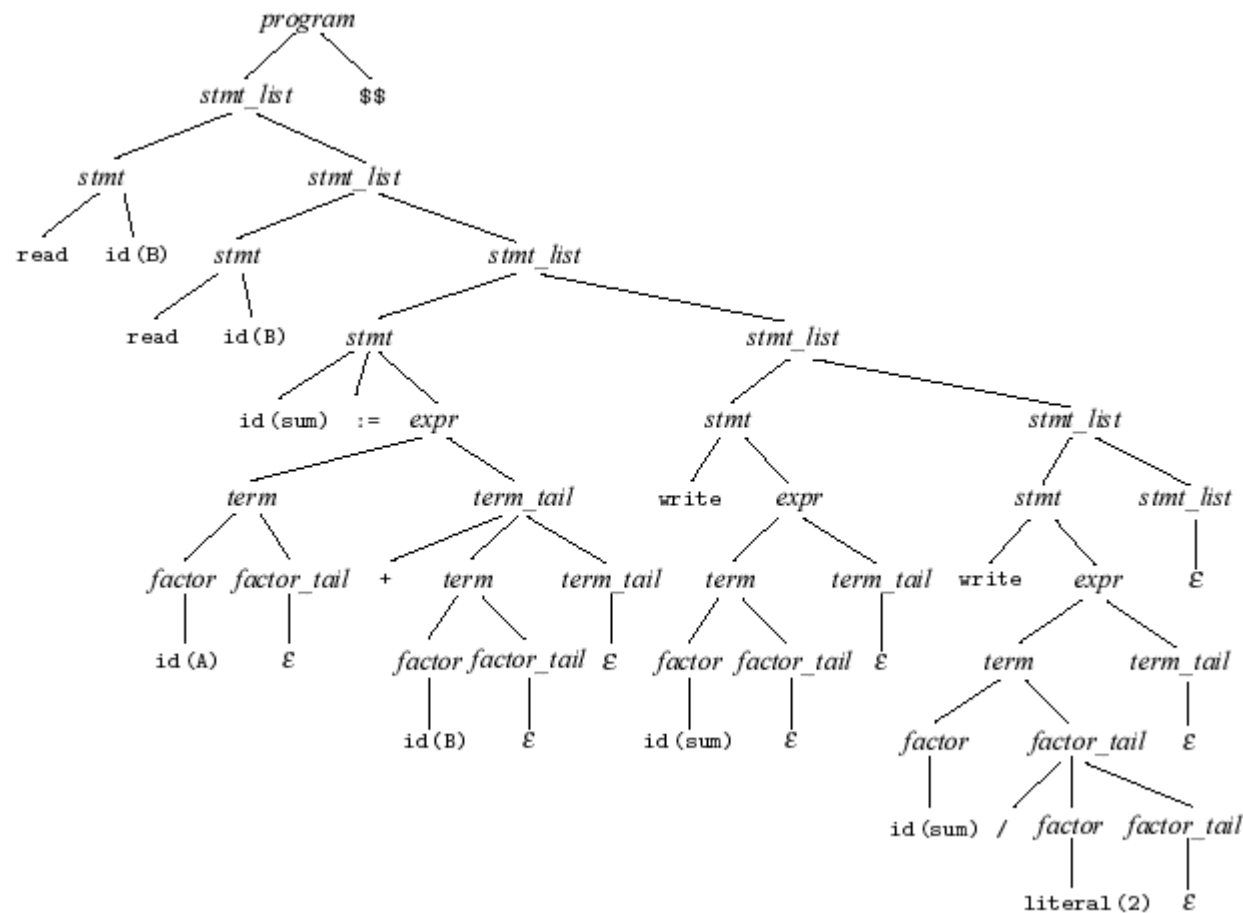 program
stmt_list $$
stmt stmt_list
read id(B) stmt stmt_list
read id(B) stmt stmt_list
id(sum) := expr stmt stmt_list
term term_tail write expr stmt stmt_list
factor factor_tail + term term_tail term term_tail write expr ε
id(A) ε factor factor_tail ε factor factor_tail ε term term_tail
id(B) ε id(sum) ε factor factor_tail ε
id(sum) / factor factor_tail
literal(2) ε